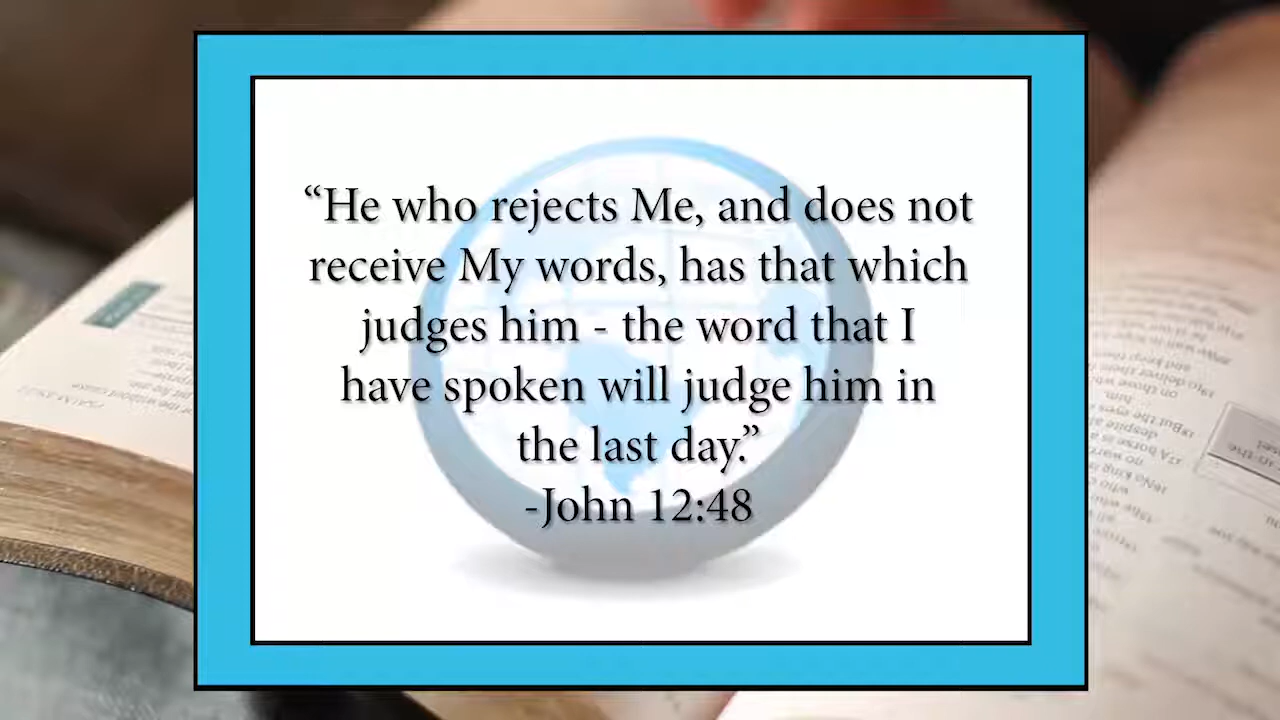 “He who rejects Me, and does not
receive My words, has that which
judges him - the word that I
have spoken will judge him in
the last day.”
-John 12:48